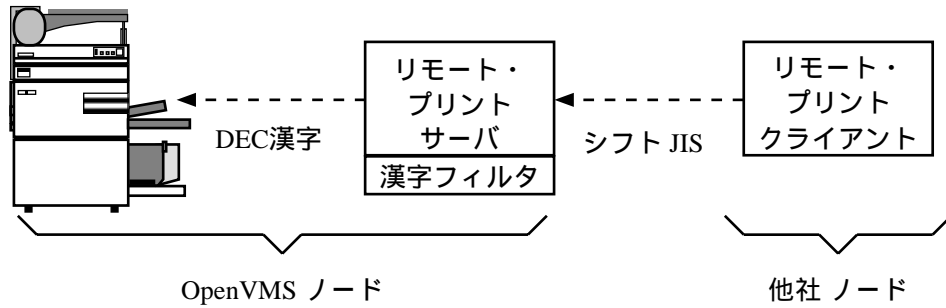 リモート・
プリント
サーバ
漢字フィルタ
リモート・
プリント
クライアント
DEC漢字
シフト JIS
OpenVMS ノード
他社 ノード